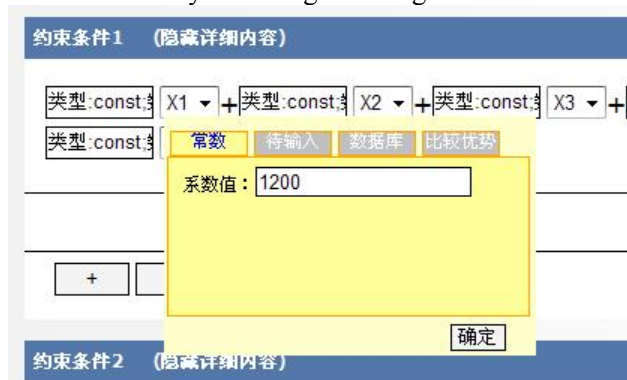 约束条件1 (隐藏详细内容)
类型:const; X1 + 类型:const; X2 + 类型:const; X3 +
类型:const;
常数 待输入 数据库 比较优势
系数值: 1200
+
确定
约束条件2 (隐藏详细内容)